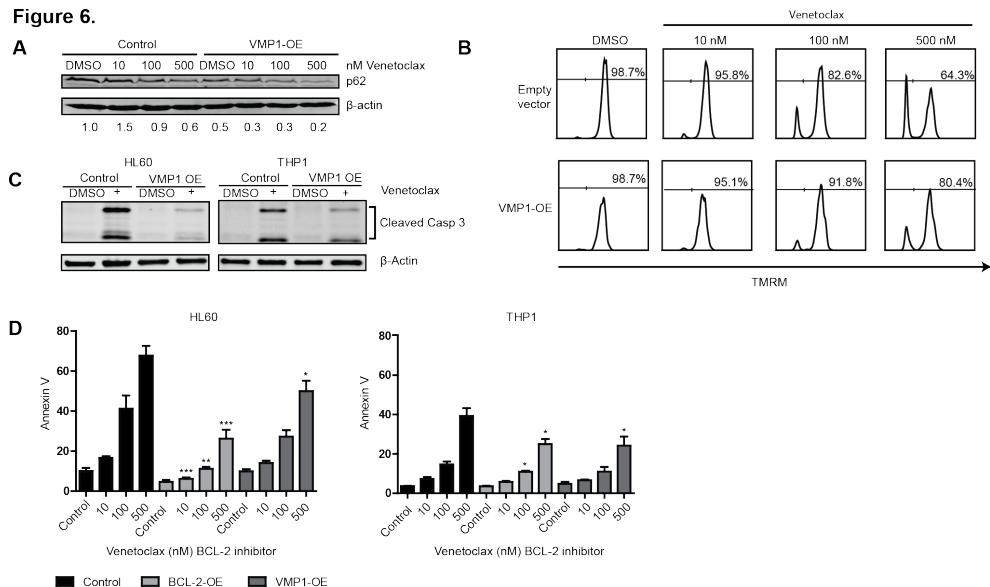 Figure 6.
A
Control VMP1-OE
DMSO 10 100 500 DMSO 10 100 500 nM Venetoclax
p62
β-actin
1.0 1.5 0.9 0.6 0.5 0.3 0.3 0.2
B
Venetoclax
DMSO 10 nM 100 nM 500 nM
Empty vector
98.7% 95.8% 82.6% 64.3%
VMP1-OE
98.7% 95.1% 91.8% 80.4%
TMRM
C
HL60 THP1
Control VMP1 OE Control VMP1 OE
DMSO + DMSO + DMSO + DMSO + Venetoclax
Cleaved Casp 3
β-Actin
D
HL60
Annexin V
80
60
40
20
0
*** ** *** *
Control 10 100 500 Control 10 100 500 Control 10 100 500
Venetoclax (nM) BCL-2 inhibitor
THP1
Annexin V
80
60
40
20
0
* * *
Control 10 100 500 Control 10 100 500 Control 10 100 500
Venetoclax (nM) BCL-2 inhibitor
Control BCL-2-OE VMP1-OE